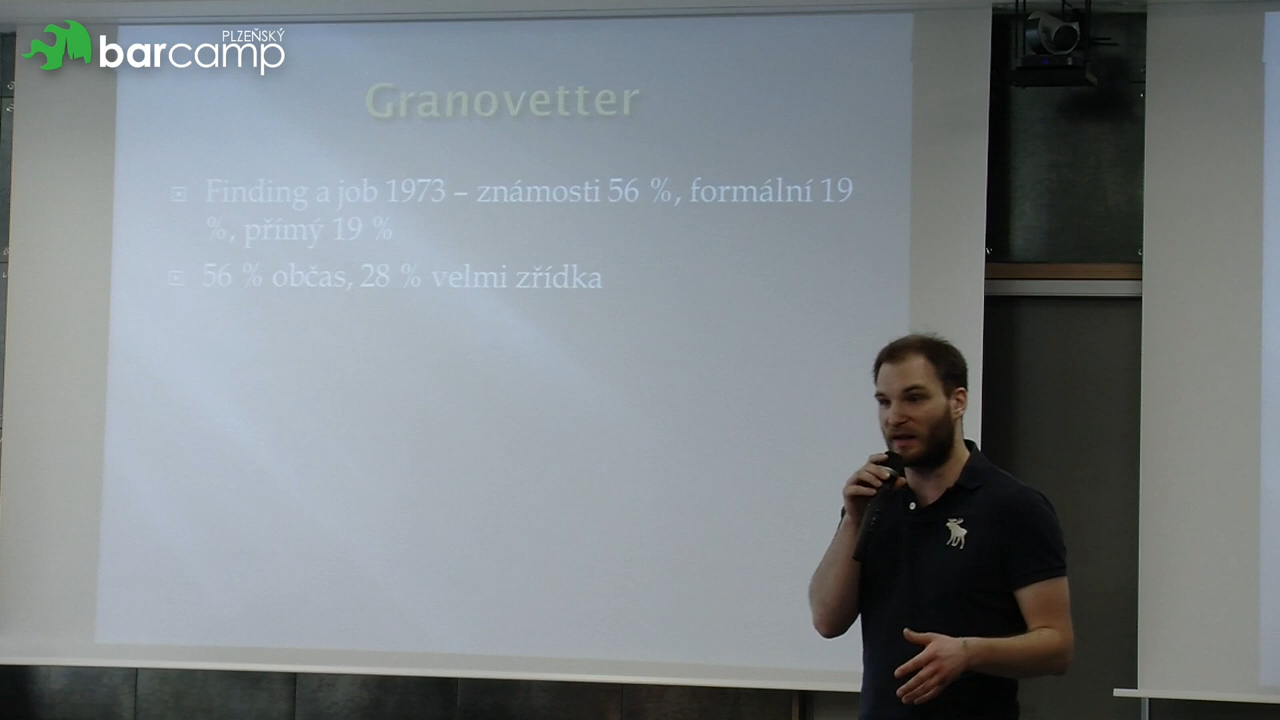 PLZEŇSKÝ
barcamp
Granovetter
Finding a job 1973 – známosti 56 %, formální 19
%, přímý 19 %
56 % občas, 28 % velmi zřídka